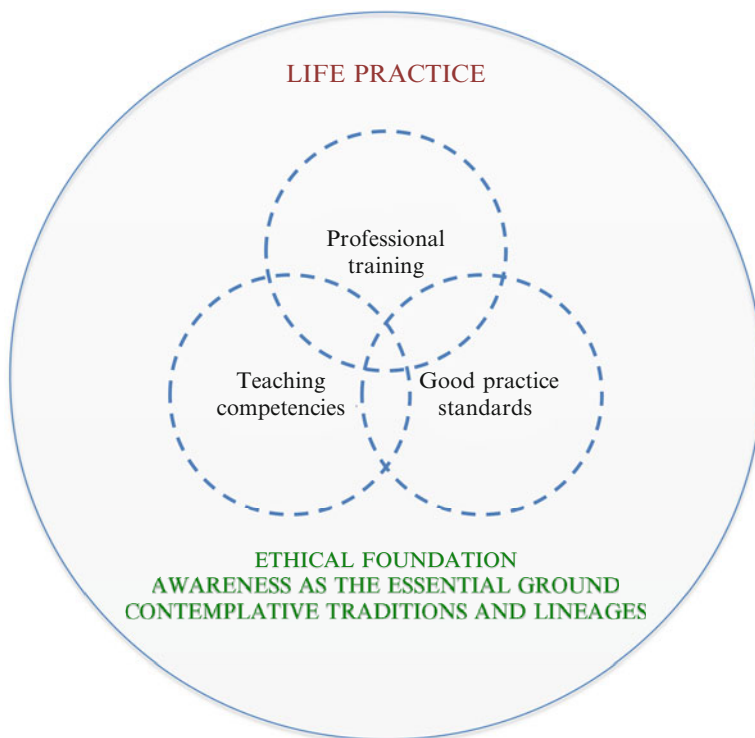 LIFE PRACTICE
Professional
training
Teaching
competencies
Good practice
standards
ETHICAL FOUNDATION
AWARENESS AS THE ESSENTIAL GROUND
CONTEMPLATIVE TRADITIONS AND LINEAGES